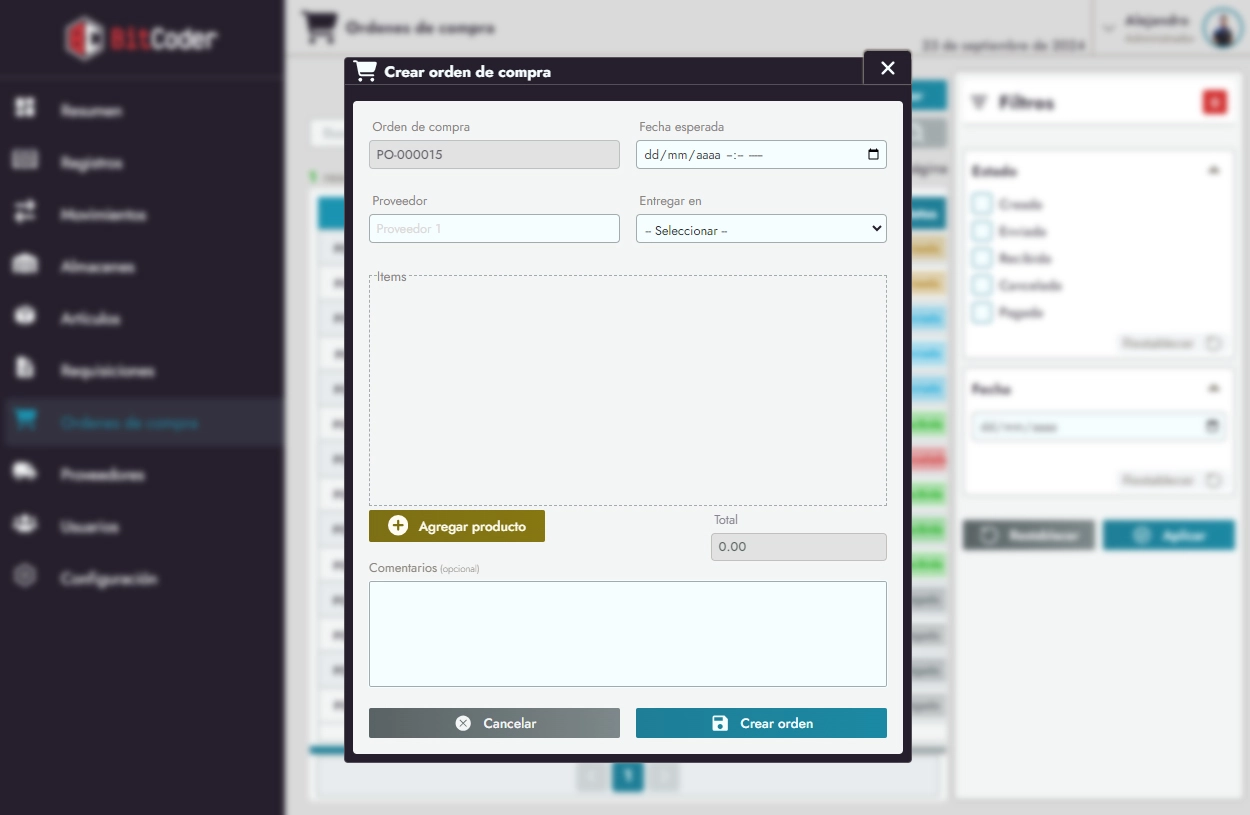 BitCoder
Resumen
Registros
Movimientos
Almacenes
Artículos
Requisiciones
Ordenes de compra
Proveedores
Usuarios
Configuración
Ordenes de compra
23 de septiembre de 2024
Alejandro
Administrador
Crear orden de compra
Orden de compra
PO-000015
Fecha esperada
dd/mm/aaaa --:-- ----
Proveedor
Proveedor 1
Entregar en
-- Seleccionar --
Items
Agregar producto
Total
0.00
Comentarios (opcional)
Cancelar
Crear orden
1
Filtros
Estado
Creada
Enviada
Recibida
Cancelada
Pagada
Restablecer
Fecha
dd/mm/aaaa
Restablecer
Restablecer
Aplicar